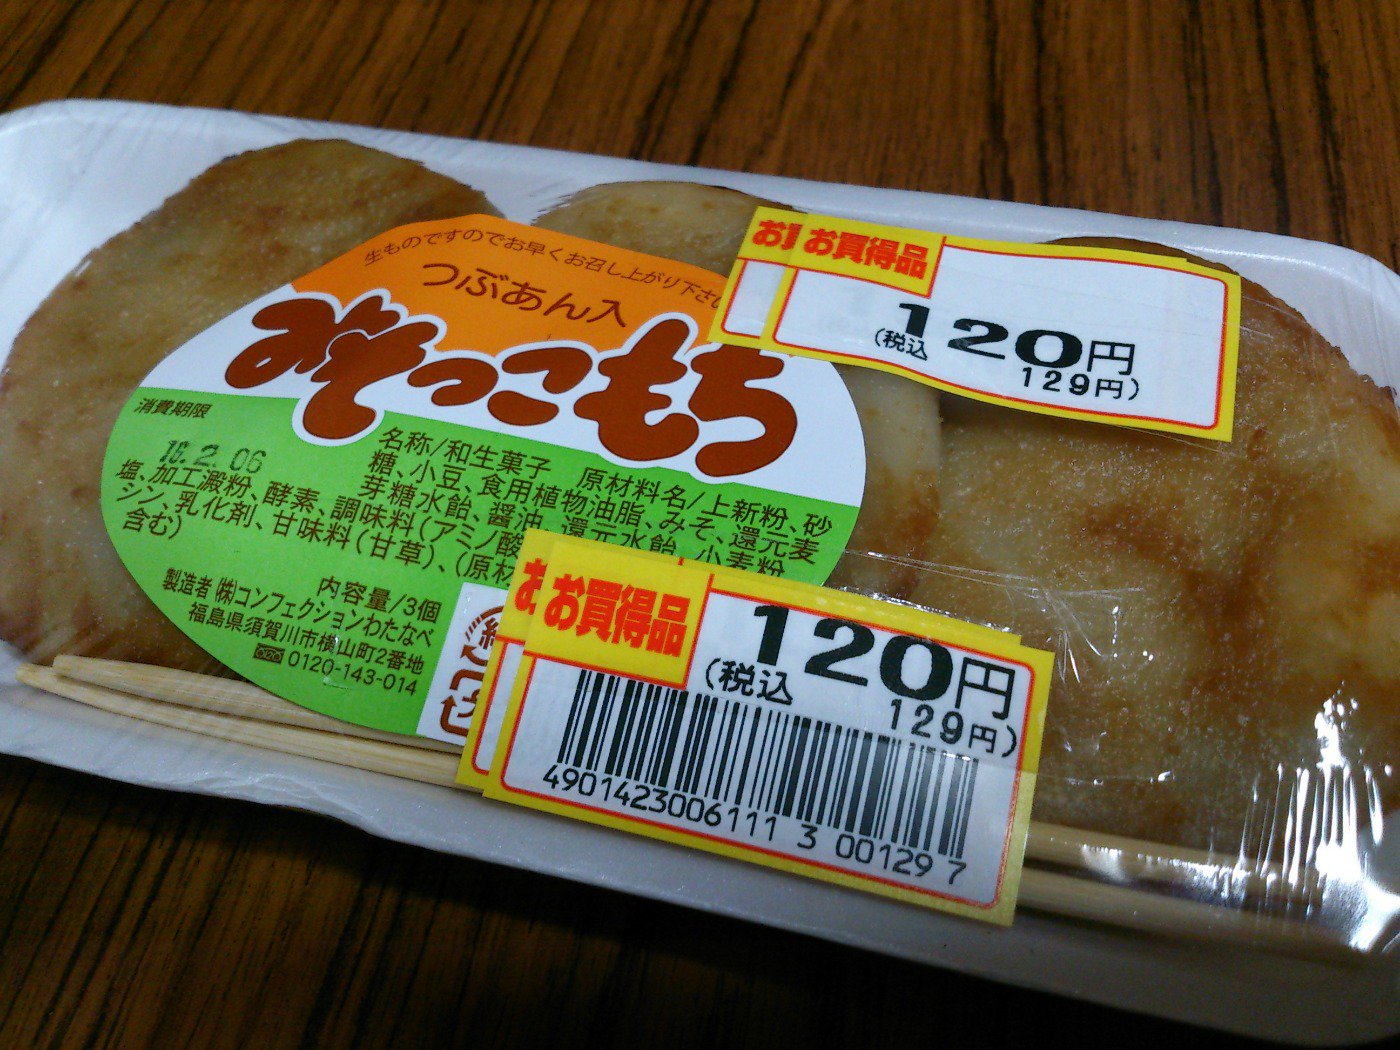 生ものですのでお早くお召し上がり下さい
つぶあん入
みそっこもち
消費期限
18.2.06
名称/和生菓子 原材料名/上新粉、砂
糖、小豆、食用植物油脂、みそ、還元麦
芽糖水飴、醤油、還元水飴、小麦粉、
塩、加工澱粉、酵素、調味料(アミノ酸
シン、乳化剤、甘味料(甘草)、(原材
含む)
内容量/3個
製造者 ㈱コンフェクションわたなべ
福島県須賀川市横山町2番地
0120-143-014
お買得品
120円
(税込 129円)
お買得品
120円
(税込 129円)
4901423006111 3 00129 7